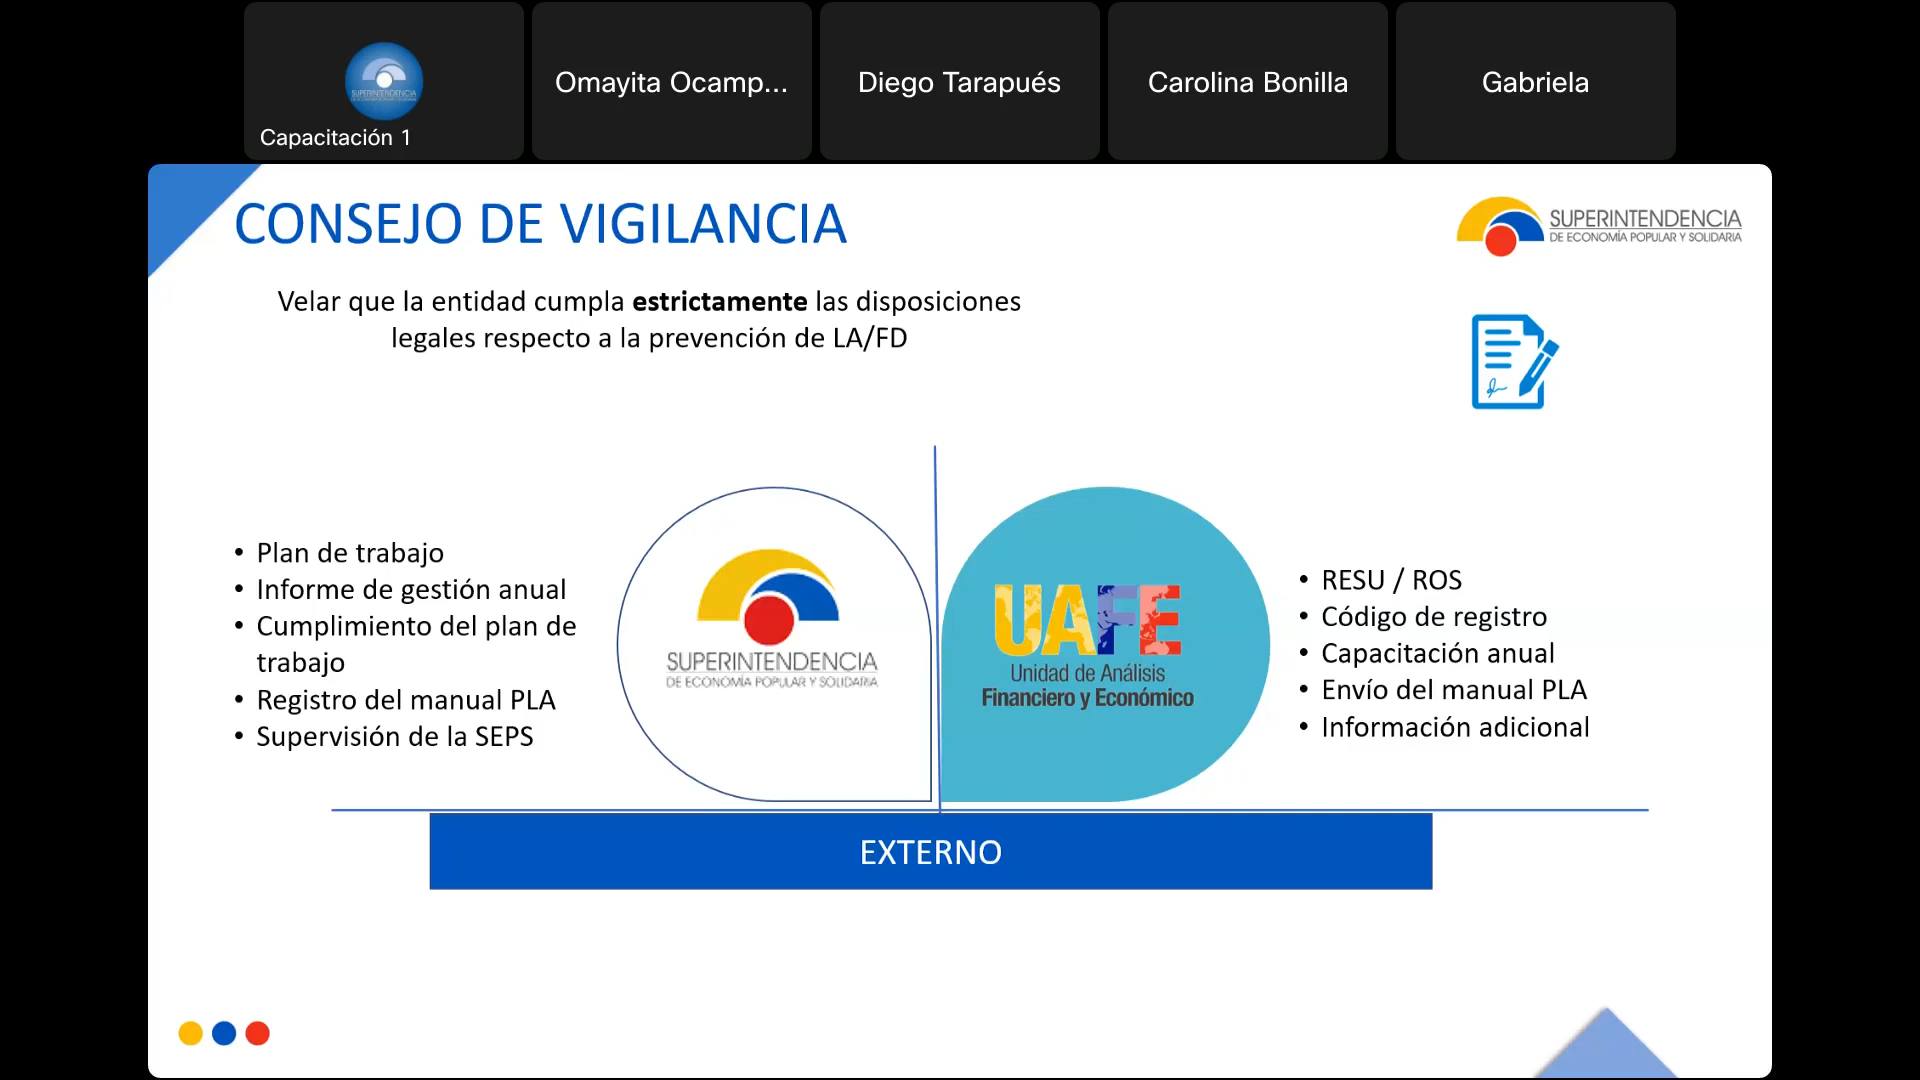 SUPERINTENDENCIA
Capacitación 1
Omayita Ocamp...
Diego Tarapués
Carolina Bonilla
Gabriela
CONSEJO DE VIGILANCIA
SUPERINTENDENCIA
DE ECONOMÍA POPULAR Y SOLIDARIA
Velar que la entidad cumpla estrictamente las disposiciones
legales respecto a la prevención de LA/FD
• Plan de trabajo
• Informe de gestión anual
• Cumplimiento del plan de
trabajo
• Registro del manual PLA
• Supervisión de la SEPS
SUPERINTENDENCIA
DE ECONOMÍA POPULAR Y SOLIDARIA
UAFE
Unidad de Análisis
Financiero y Económico
• RESU / ROS
• Código de registro
• Capacitación anual
• Envío del manual PLA
• Información adicional
EXTERNO